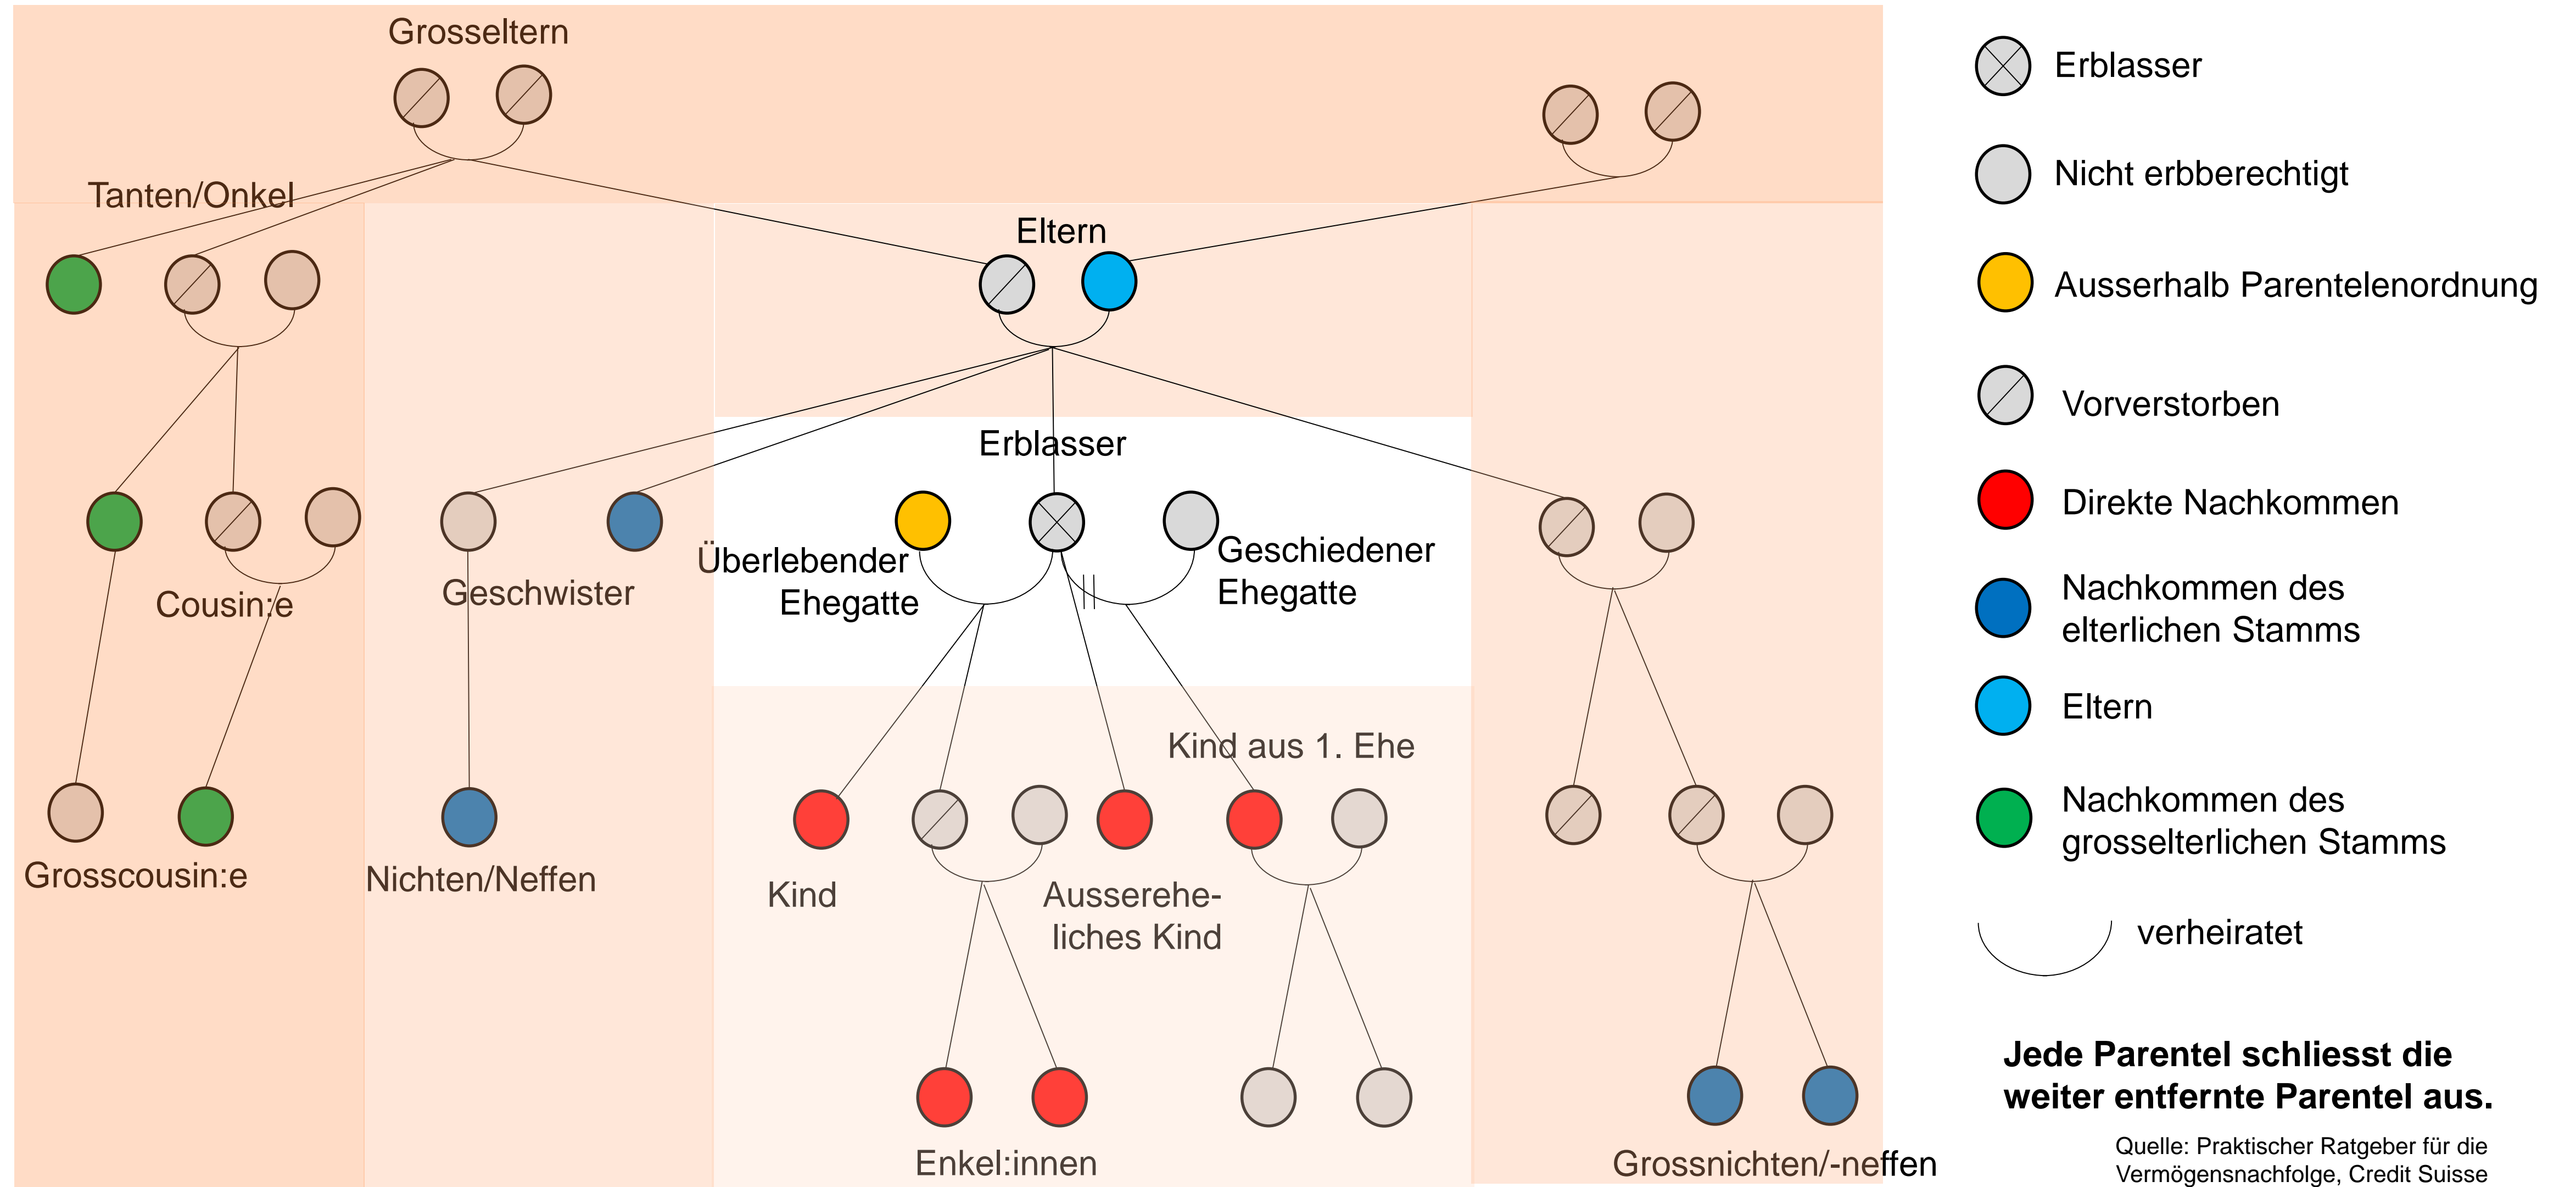 Grosseltern
Tanten/Onkel
Eltern
Erblasser
Überlebender
Ehegatte
Geschiedener
Ehegatte
Cousin:e
Geschwister
Kind aus 1. Ehe
Grosscousin:e
Nichten/Neffen
Kind
Ausserehe-
liches Kind
Enkel:innen
Grossnichten/-neffen
Erblasser
Nicht erbberechtigt
Ausserhalb Parentelenordnung
Vorverstorben
Direkte Nachkommen
Nachkommen des
elterlichen Stamms
Eltern
Nachkommen des
grosselterlichen Stamms
verheiratet
Jede Parentel schliesst die
weiter entfernte Parentel aus.
Quelle: Praktischer Ratgeber für die
Vermögensnachfolge, Credit Suisse